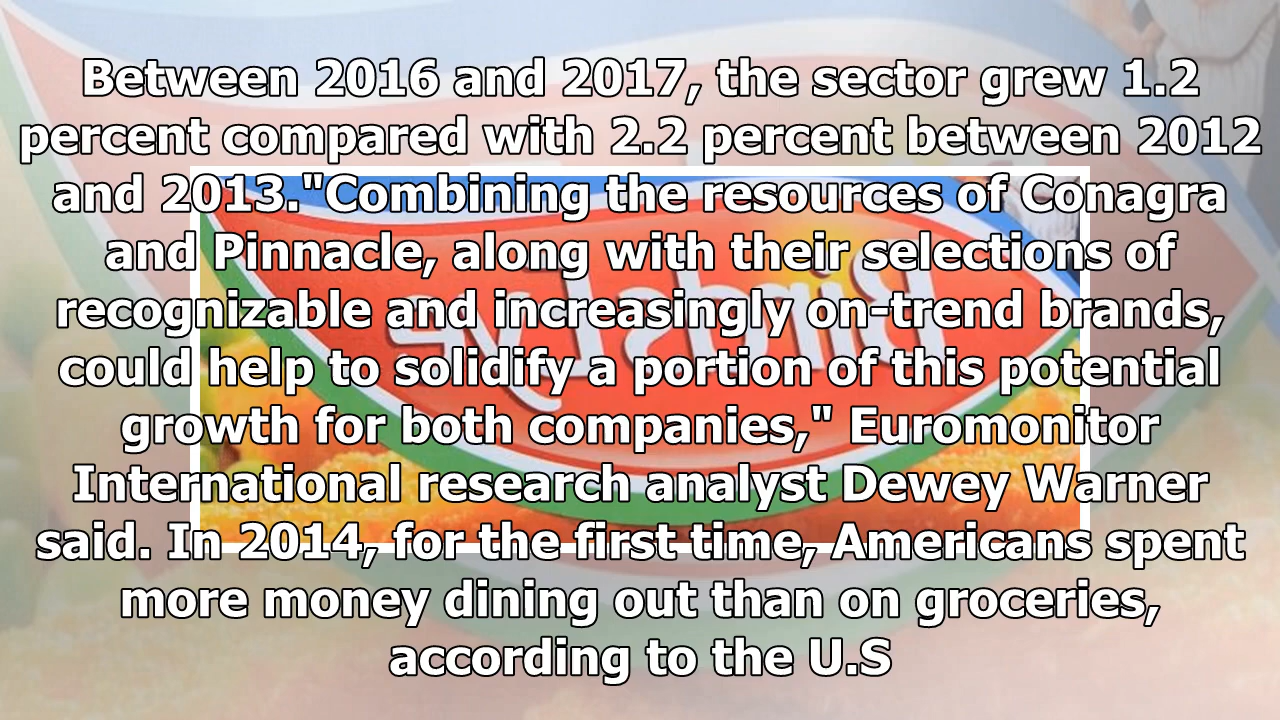 Between 2016 and 2017, the sector grew 1.2
percent compared with 2.2 percent between 2012
and 2013."Combining the resources of Conagra
and Pinnacle, along with their selections of
recognizable and increasingly on-trend brands,
could help to solidify a portion of this potential
growth for both companies," Euromonitor
International research analyst Dewey Warner
said. In 2014, for the first time, Americans spent
more money dining out than on groceries,
according to the U.S
Birds Eye